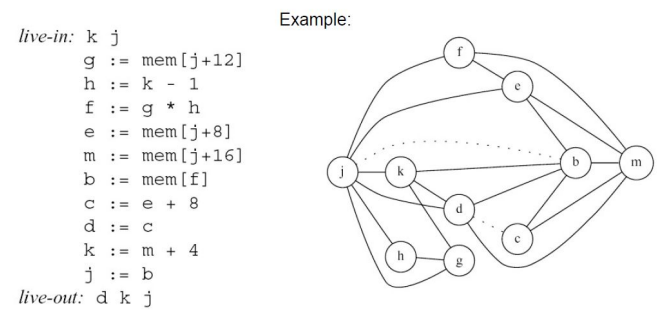 Example:
live-in: k j
g := mem[j+12]
h := k - 1
f := g * h
e := mem[j+8]
m := mem[j+16]
b := mem[f]
c := e + 8
d := c
k := m + 4
j := b
live-out: d k j
f
e
b
m
j
k
d
c
h
g